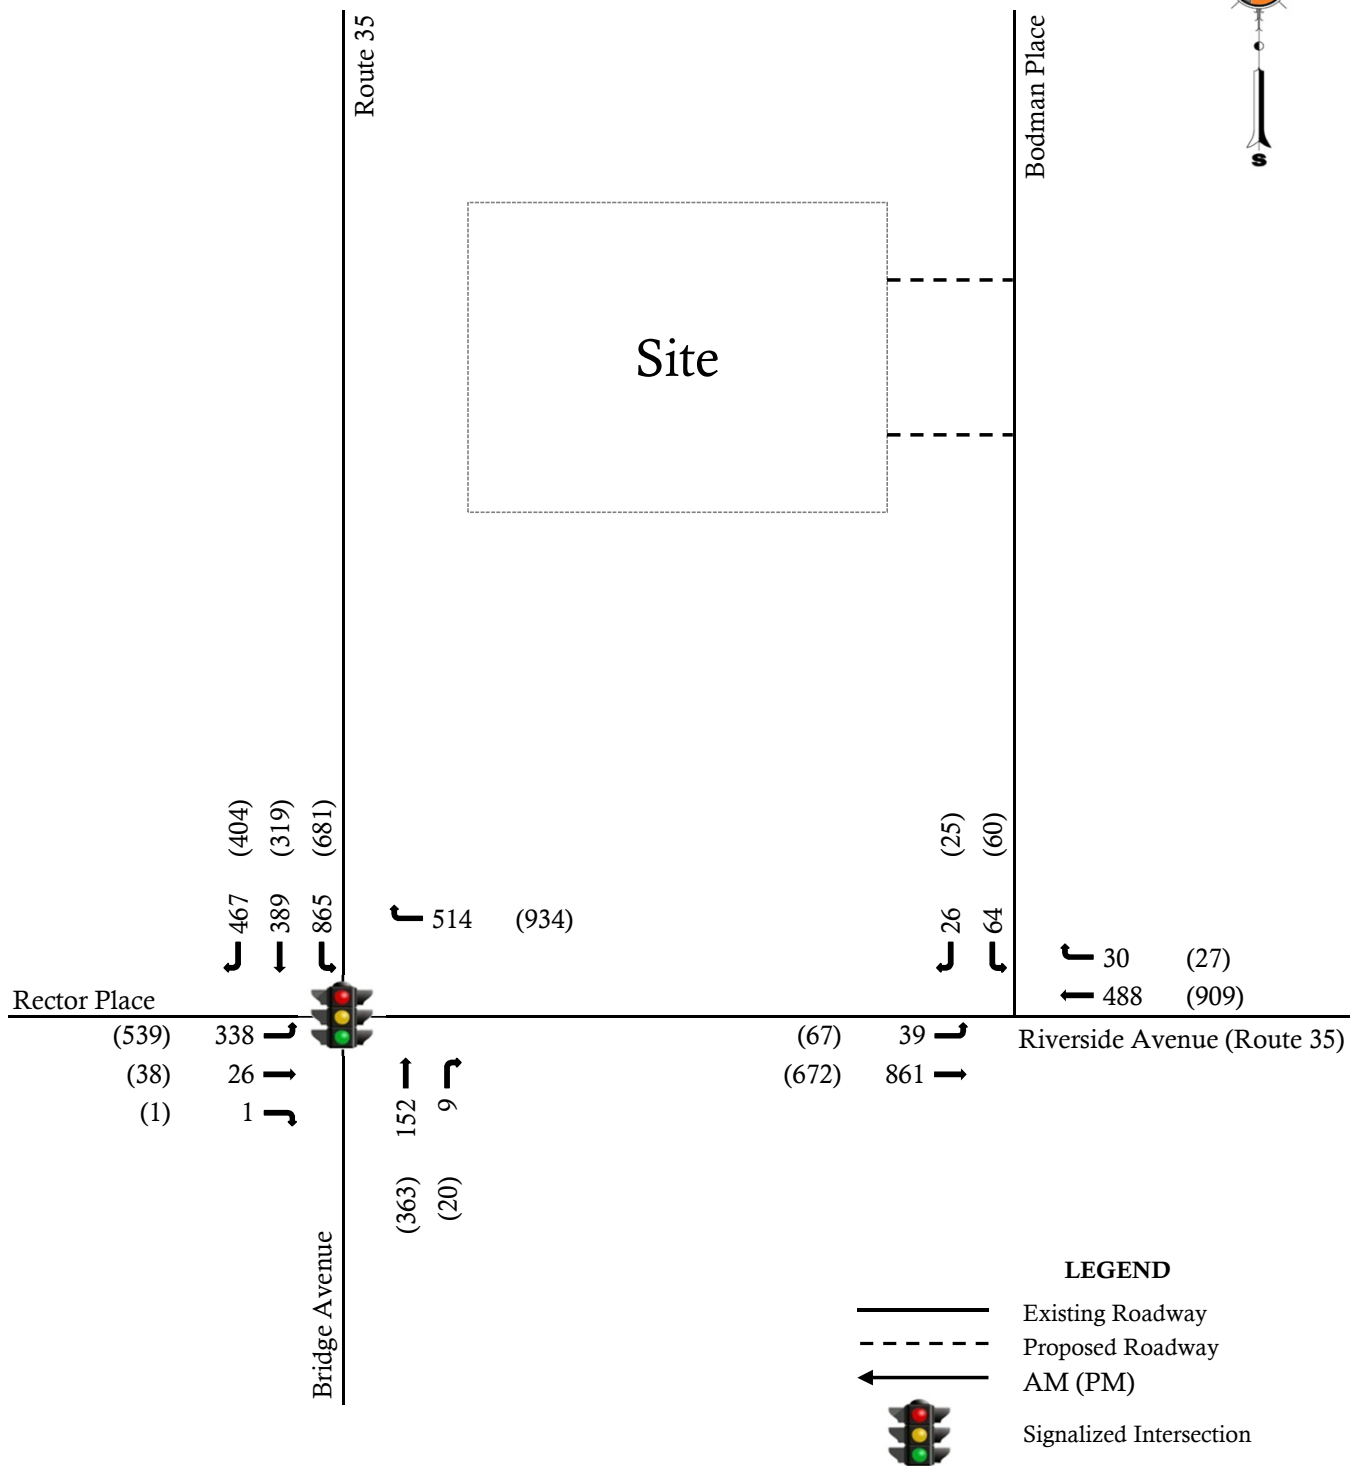 Route 35
Bodman Place
S
Site
(404)
(319)
(681)
467
389
865
514 (934)
(25)
(60)
26
64
30 (27)
488 (909)
Rector Place
(539) 338
(38) 26
(1) 1
152
9
(363)
(20)
(67) 39
(672) 861
Riverside Avenue (Route 35)
Bridge Avenue
LEGEND
Existing Roadway
Proposed Roadway
AM (PM)
Signalized Intersection